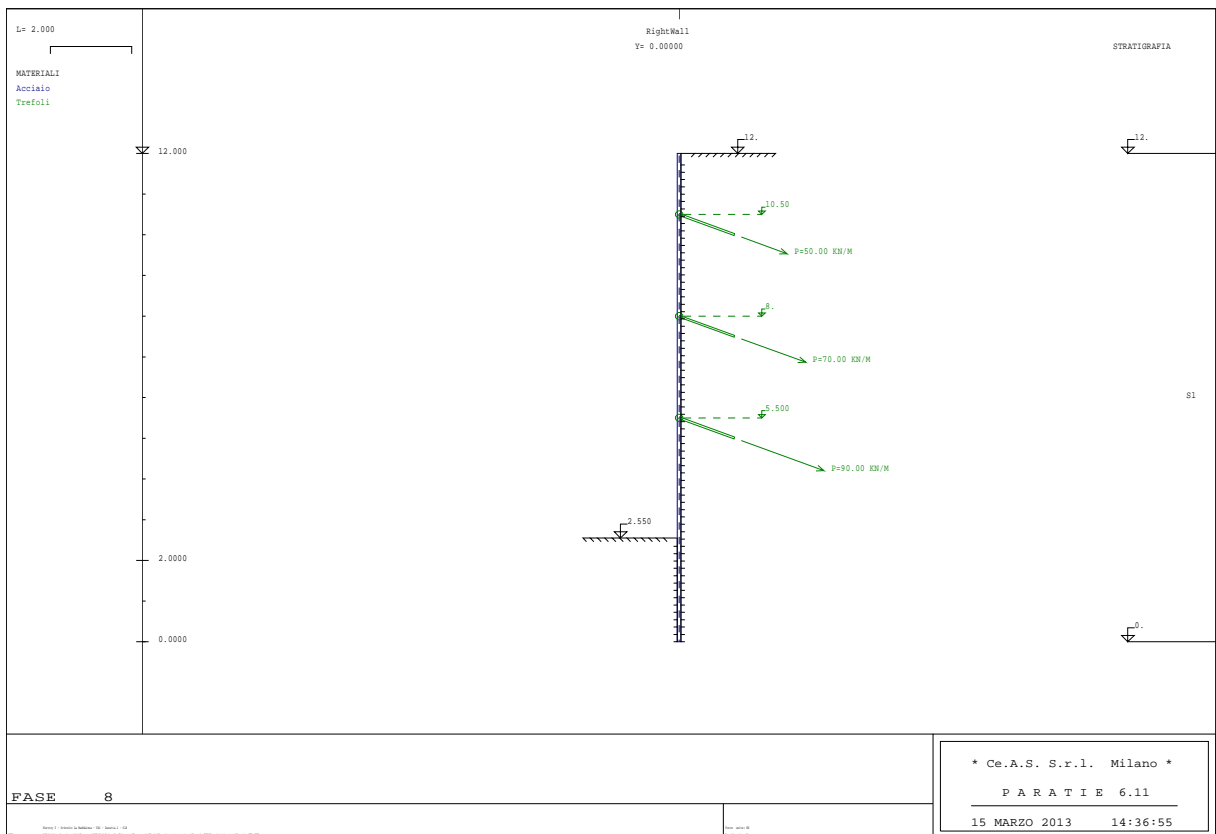 L= 2.000
RightWall
Y= 0.00000
STRATIGRAFIA
MATERIALI
Acciaio
Trefoli
12.
12.
12.000
10.50
P=50.00 KN/M
8.
P=70.00 KN/M
S1
5.500
P=90.00 KN/M
2.550
2.0000
0.
0.0000
* Ce.A.S. S.r.l. Milano *
P A R A T I E 6.11
FASE 8
15 MARZO 2013 14:36:55